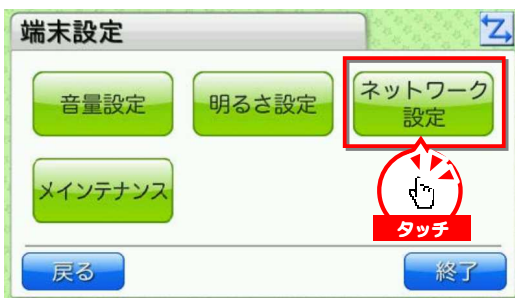 端末設定
音量設定
明るさ設定
ネットワーク
設定
メインテナンス
タッチ
戻る
終了